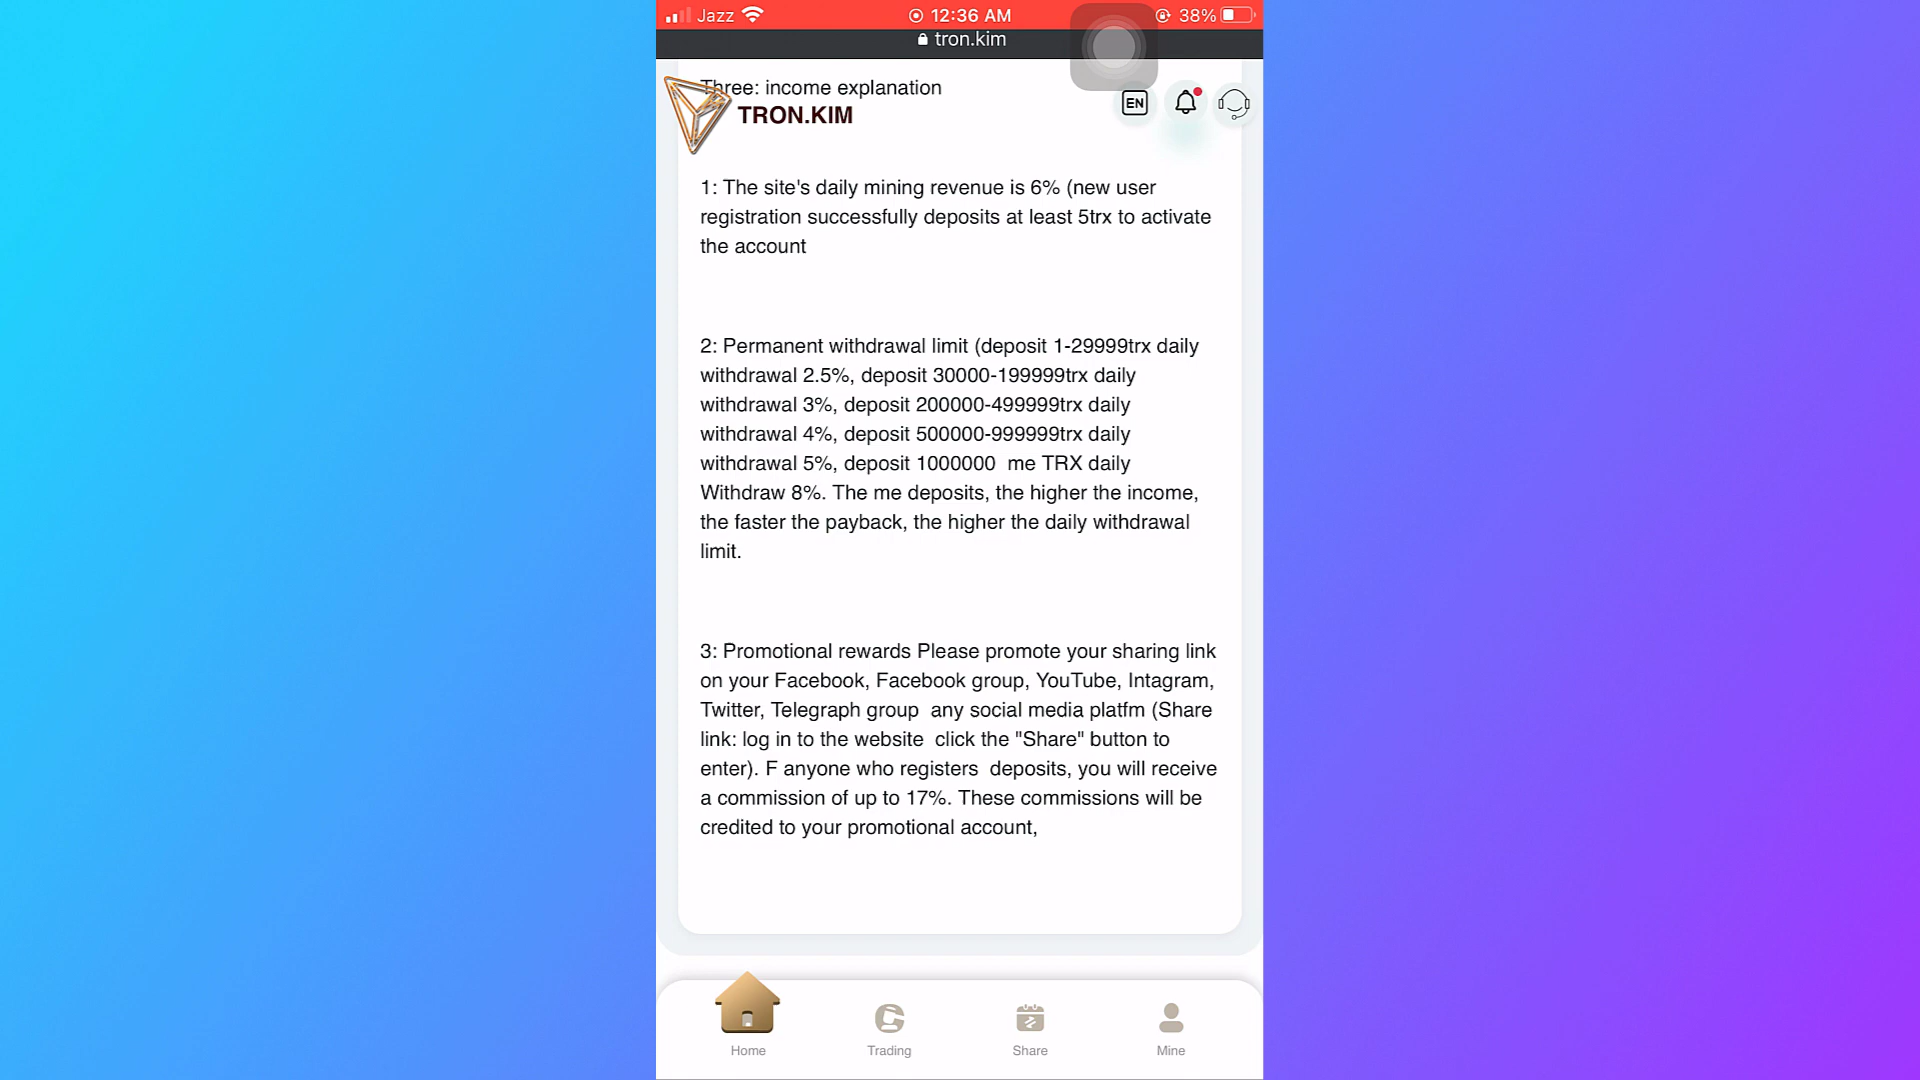 Jazz 12:36 AM 38%
tron.kim
Three: income explanation
TRON.KIM
EN
1: The site's daily mining revenue is 6% (new user
registration successfully deposits at least 5trx to activate
the account
2: Permanent withdrawal limit (deposit 1-29999trx daily
withdrawal 2.5%, deposit 30000-199999trx daily
withdrawal 3%, deposit 200000-499999trx daily
withdrawal 4%, deposit 500000-999999trx daily
withdrawal 5%, deposit 1000000  me TRX daily
Withdraw 8%. The me deposits, the higher the income,
the faster the payback, the higher the daily withdrawal
limit.
3: Promotional rewards Please promote your sharing link
on your Facebook, Facebook group, YouTube, Intagram,
Twitter, Telegraph group  any social media platfm (Share
link: log in to the website  click the "Share" button to
enter). F anyone who registers  deposits, you will receive
a commission of up to 17%. These commissions will be
credited to your promotional account,
Home Trading Share Mine